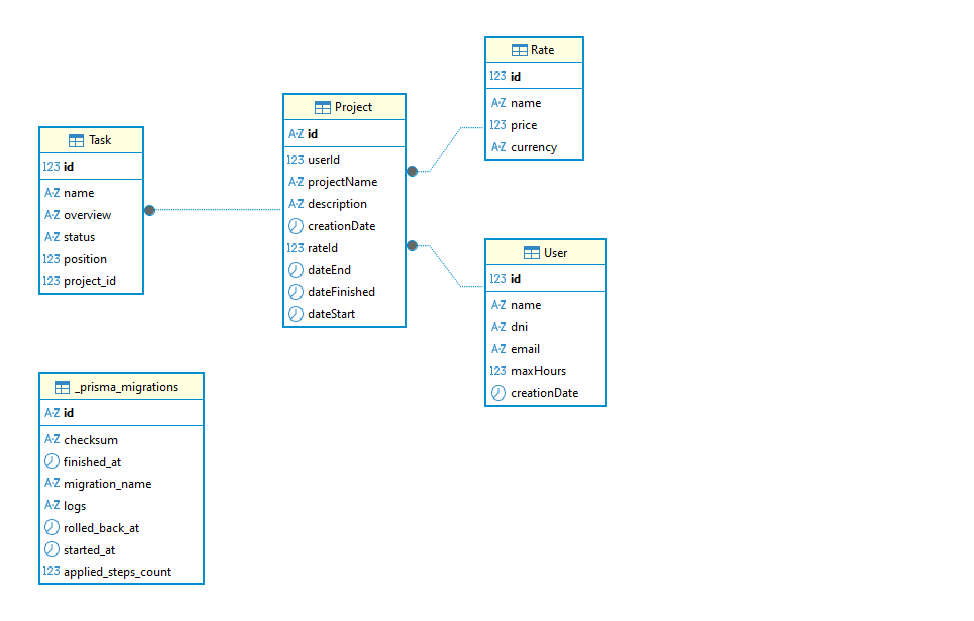 Task
123 id
A-Z name
A-Z overview
A-Z status
123 position
123 project_id
Project
A-Z id
123 userId
A-Z projectName
A-Z description
creationDate
123 rateId
dateEnd
dateFinished
dateStart
Rate
123 id
A-Z name
123 price
A-Z currency
User
123 id
A-Z name
A-Z dni
A-Z email
123 maxHours
creationDate
_prisma_migrations
A-Z id
A-Z checksum
finished_at
A-Z migration_name
A-Z logs
rolled_back_at
started_at
123 applied_steps_count